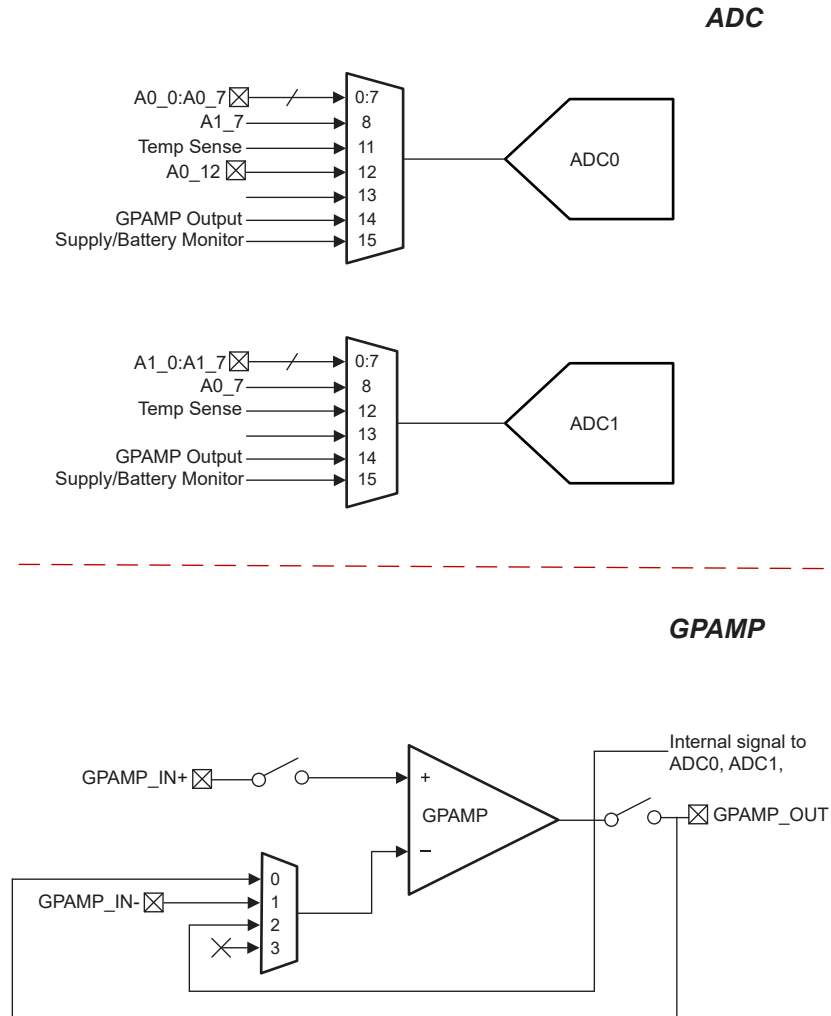 ADC
A0_0:A0_7
0:7
A1_7
8
Temp Sense
11
A0_12
12
13
GPAMP Output
14
Supply/Battery Monitor
15
ADC0
A1_0:A1_7
0:7
A0_7
8
Temp Sense
12
13
GPAMP Output
14
Supply/Battery Monitor
15
ADC1
GPAMP
Internal signal to
ADC0, ADC1,
GPAMP_IN+
+
GPAMP
−
GPAMP_OUT
GPAMP_IN-
0
1
2
3